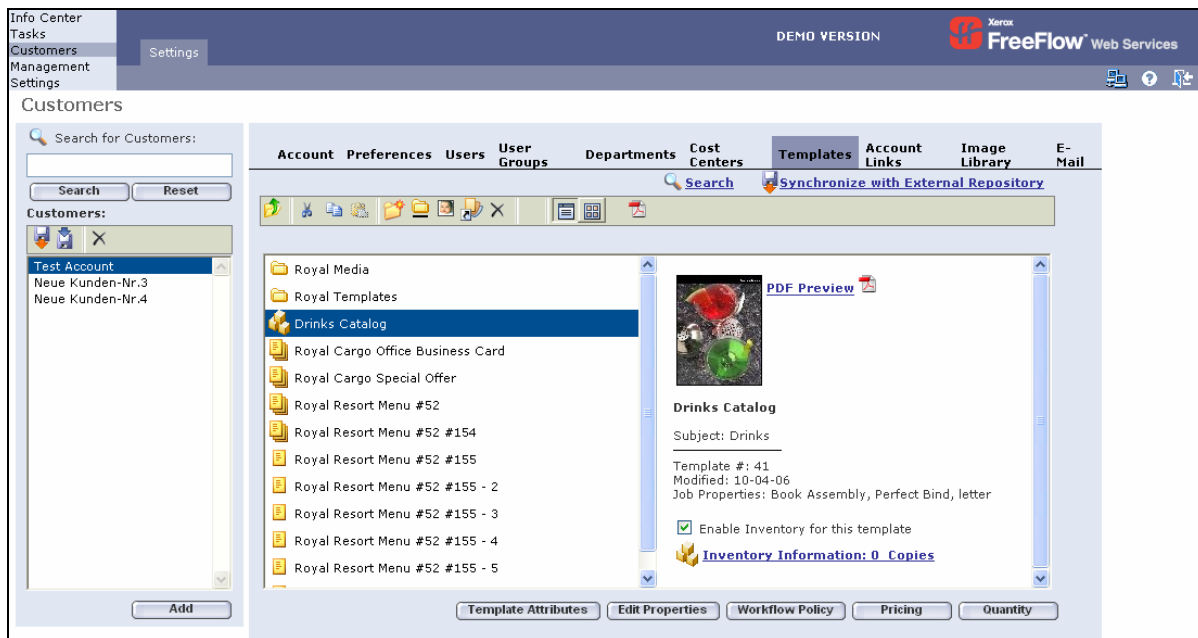 Info Center
Tasks
Customers
Management
Settings
Settings
DEMO VERSION
Xerox
FreeFlow™ Web Services
Customers
Search for Customers:
Search Reset
Customers:
Test Account
Neue Kunden-Nr.3
Neue Kunden-Nr.4
Add
Account Preferences Users User Groups Departments Cost Centers Templates Account Links Image Library E-Mail
Search Synchronize with External Repository
Royal Media
Royal Templates
Drinks Catalog
Royal Cargo Office Business Card
Royal Cargo Special Offer
Royal Resort Menu #52
Royal Resort Menu #52 #154
Royal Resort Menu #52 #155
Royal Resort Menu #52 #155 - 2
Royal Resort Menu #52 #155 - 3
Royal Resort Menu #52 #155 - 4
Royal Resort Menu #52 #155 - 5
PDF Preview
Drinks Catalog
Subject: Drinks
Template #: 41
Modified: 10-04-06
Job Properties: Book Assembly, Perfect Bind, letter
Enable Inventory for this template
Inventory Information: 0 Copies
Template Attributes Edit Properties Workflow Policy Pricing Quantity